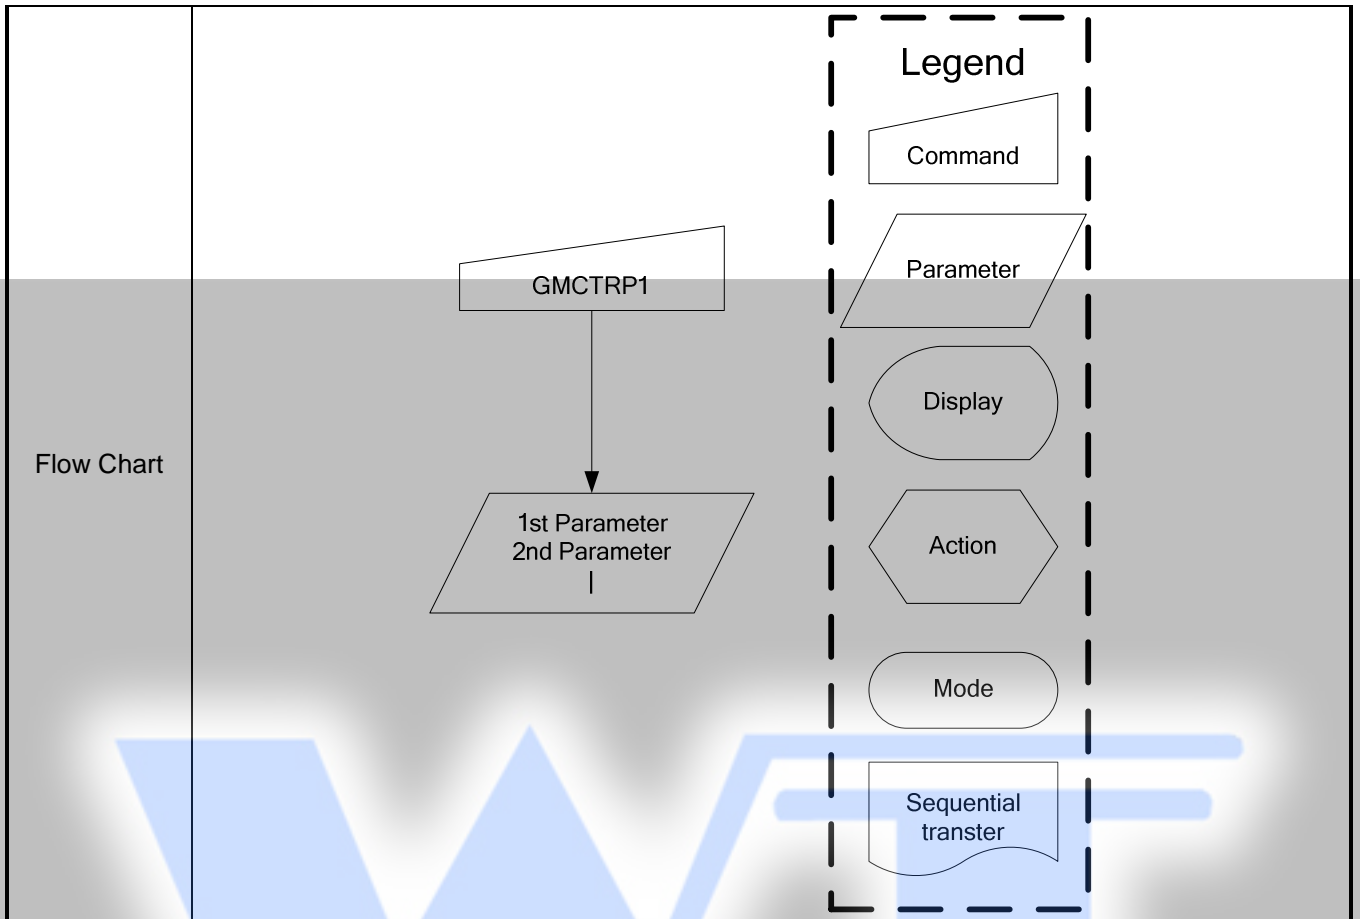 Legend
Command
Parameter
GMCTRP1
Display
Flow Chart
1st Parameter
2nd Parameter
|
Action
Mode
Sequential
transter